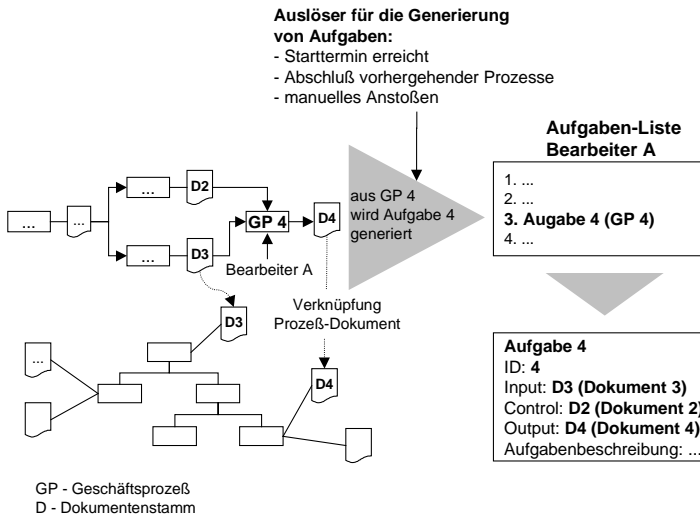 Auslöser für die Generierung
von Aufgaben:
- Starttermin erreicht
- Abschluß vorhergehender Prozesse
- manuelles Anstoßen
Aufgaben-Liste
Bearbeiter A
1. ...
2. ...
3. Augabe 4 (GP 4)
4. ...
...
...
...
D2
...
D3
GP 4
D4
Bearbeiter A
aus GP 4
wird Aufgabe 4
generiert
Verknüpfung
Prozeß-Dokument
D3
...
D4
Aufgabe 4
ID: 4
Input: D3 (Dokument 3)
Control: D2 (Dokument 2)
Output: D4 (Dokument 4)
Aufgabenbeschreibung: ...
GP - Geschäftsprozeß
D - Dokumentenstamm